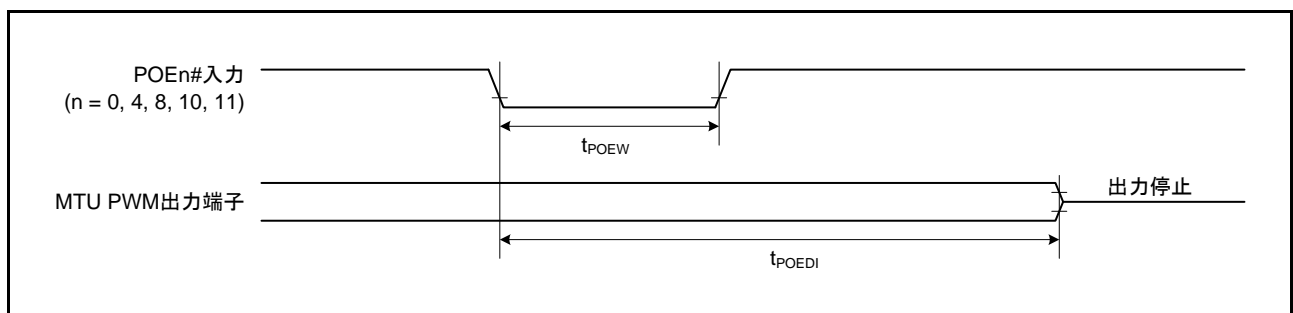 POEn#入力
(n = 0, 4, 8, 10, 11)
tPOEW
MTU PWM出力端子
出力停止
tPOEDI